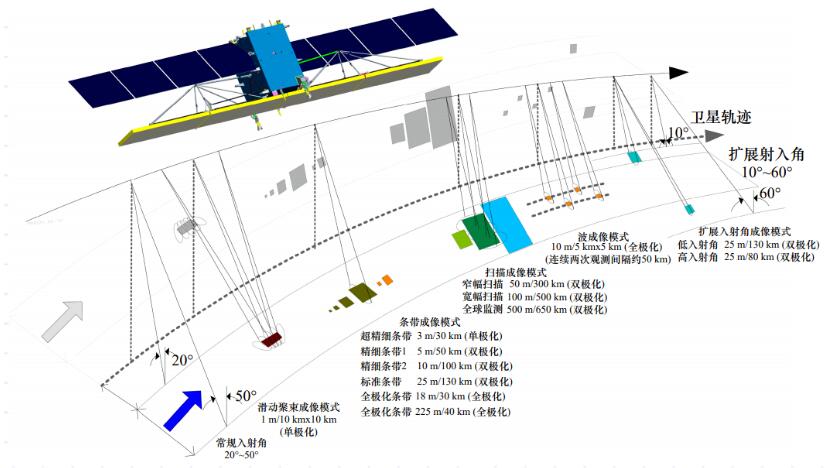 卫星轨迹
10°
扩展射入角
10°~60°
60°
扩展入射角成像模式
低入射角 25 m/130 km (双极化)
高入射角 25 m/80 km (双极化)
波成像模式
10 m/5 kmx5 km (全极化)
(连续两次观测间隔约50 km)
扫描成像模式
窄幅扫描 50 m/300 km (双极化)
宽幅扫描 100 m/500 km (双极化)
全球监测 500 m/650 km (双极化)
条带成像模式
超精细条带 3 m/30 km (单极化)
精细条带1 5 m/50 km (双极化)
精细条带2 10 m/100 km (双极化)
标准条带 25 m/130 km (双极化)
全极化条带 18 m/30 km (全极化)
全极化条带 225 m/40 km (全极化)
20°
50°
滑动聚束成像模式
1 m/10 kmx10 km
(单极化)
常规入射角
20°~50°